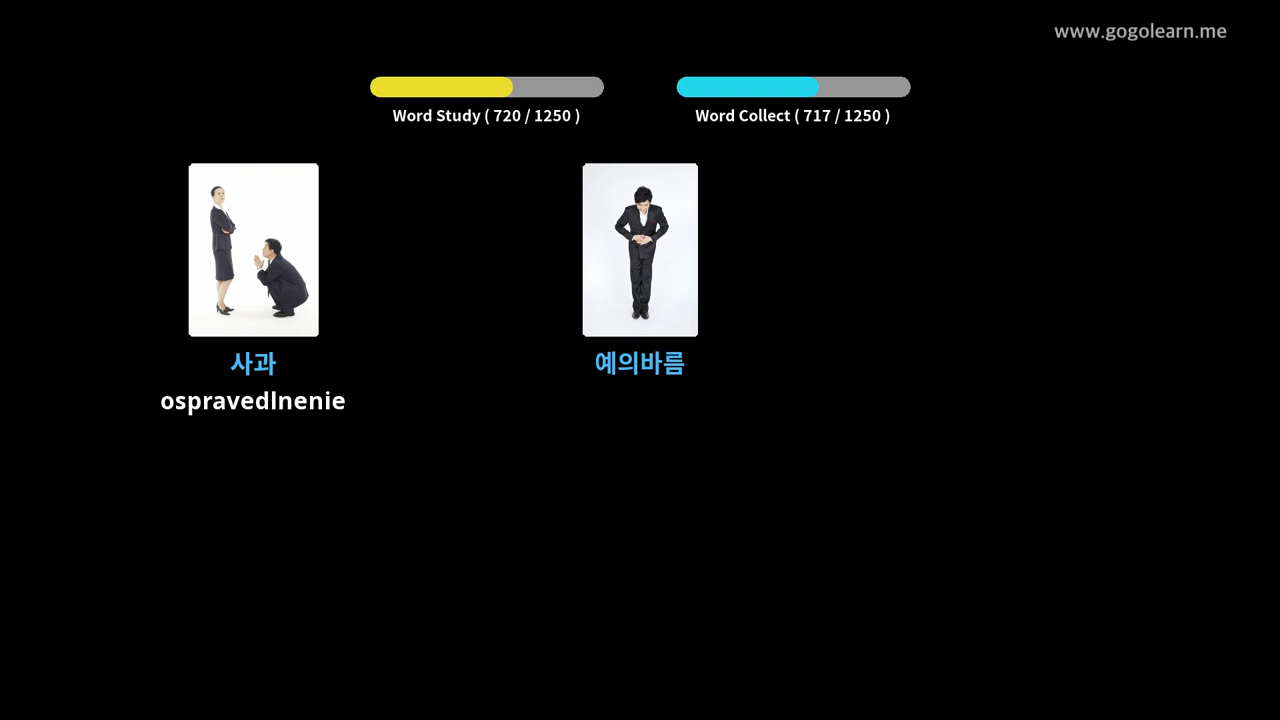 www.gogolearn.me
Word Study ( 720 / 1250 )
Word Collect ( 717 / 1250 )
사과
예의바름
ospravedlnenie